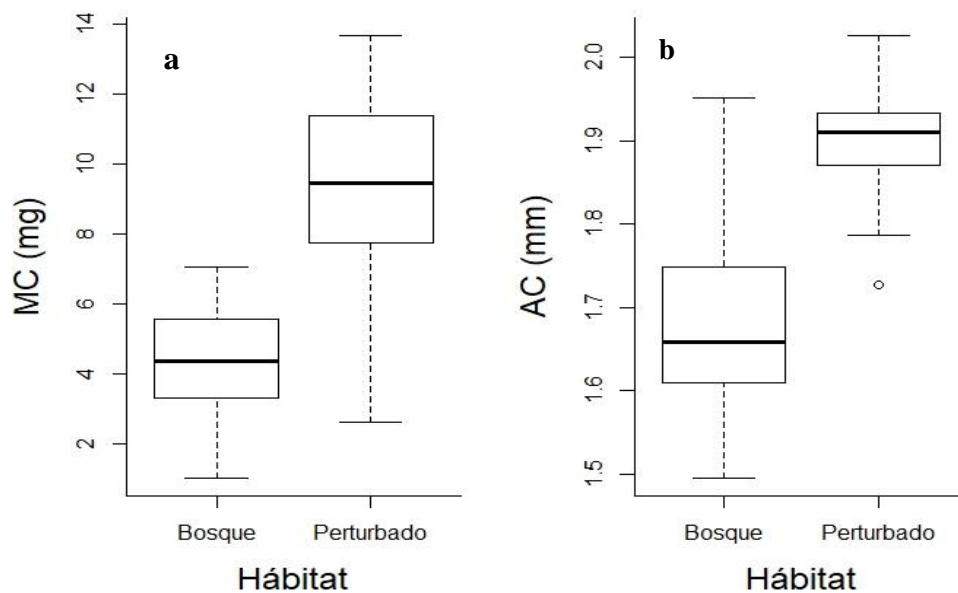 a
MC (mg)
14
12
10
8
6
4
2
Bosque Perturbado
Hábitat
b
AC (mm)
2.0
1.9
1.8
1.7
1.6
1.5
Bosque Perturbado
Hábitat